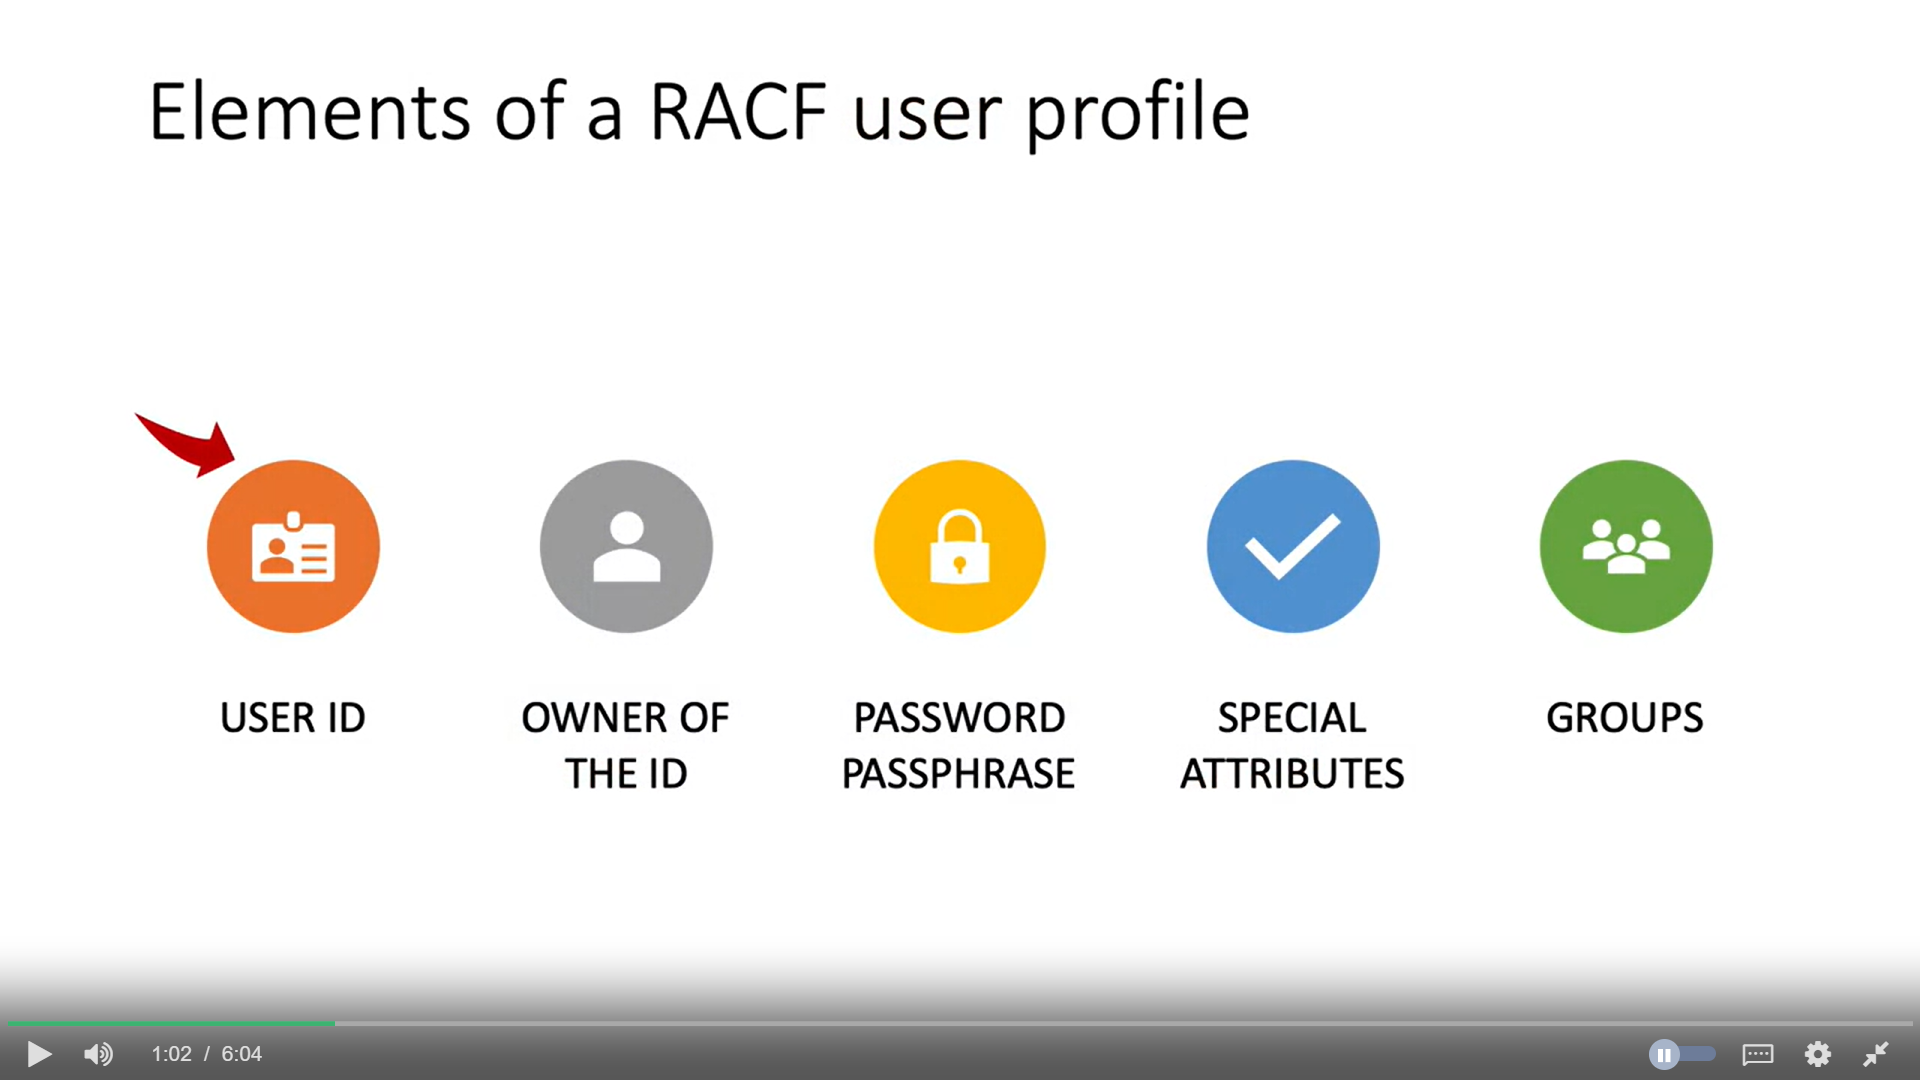 Elements of a RACF user profile
USER ID
OWNER OF
THE ID
PASSWORD
PASSPHRASE
SPECIAL
ATTRIBUTES
GROUPS
1:02 / 6:04